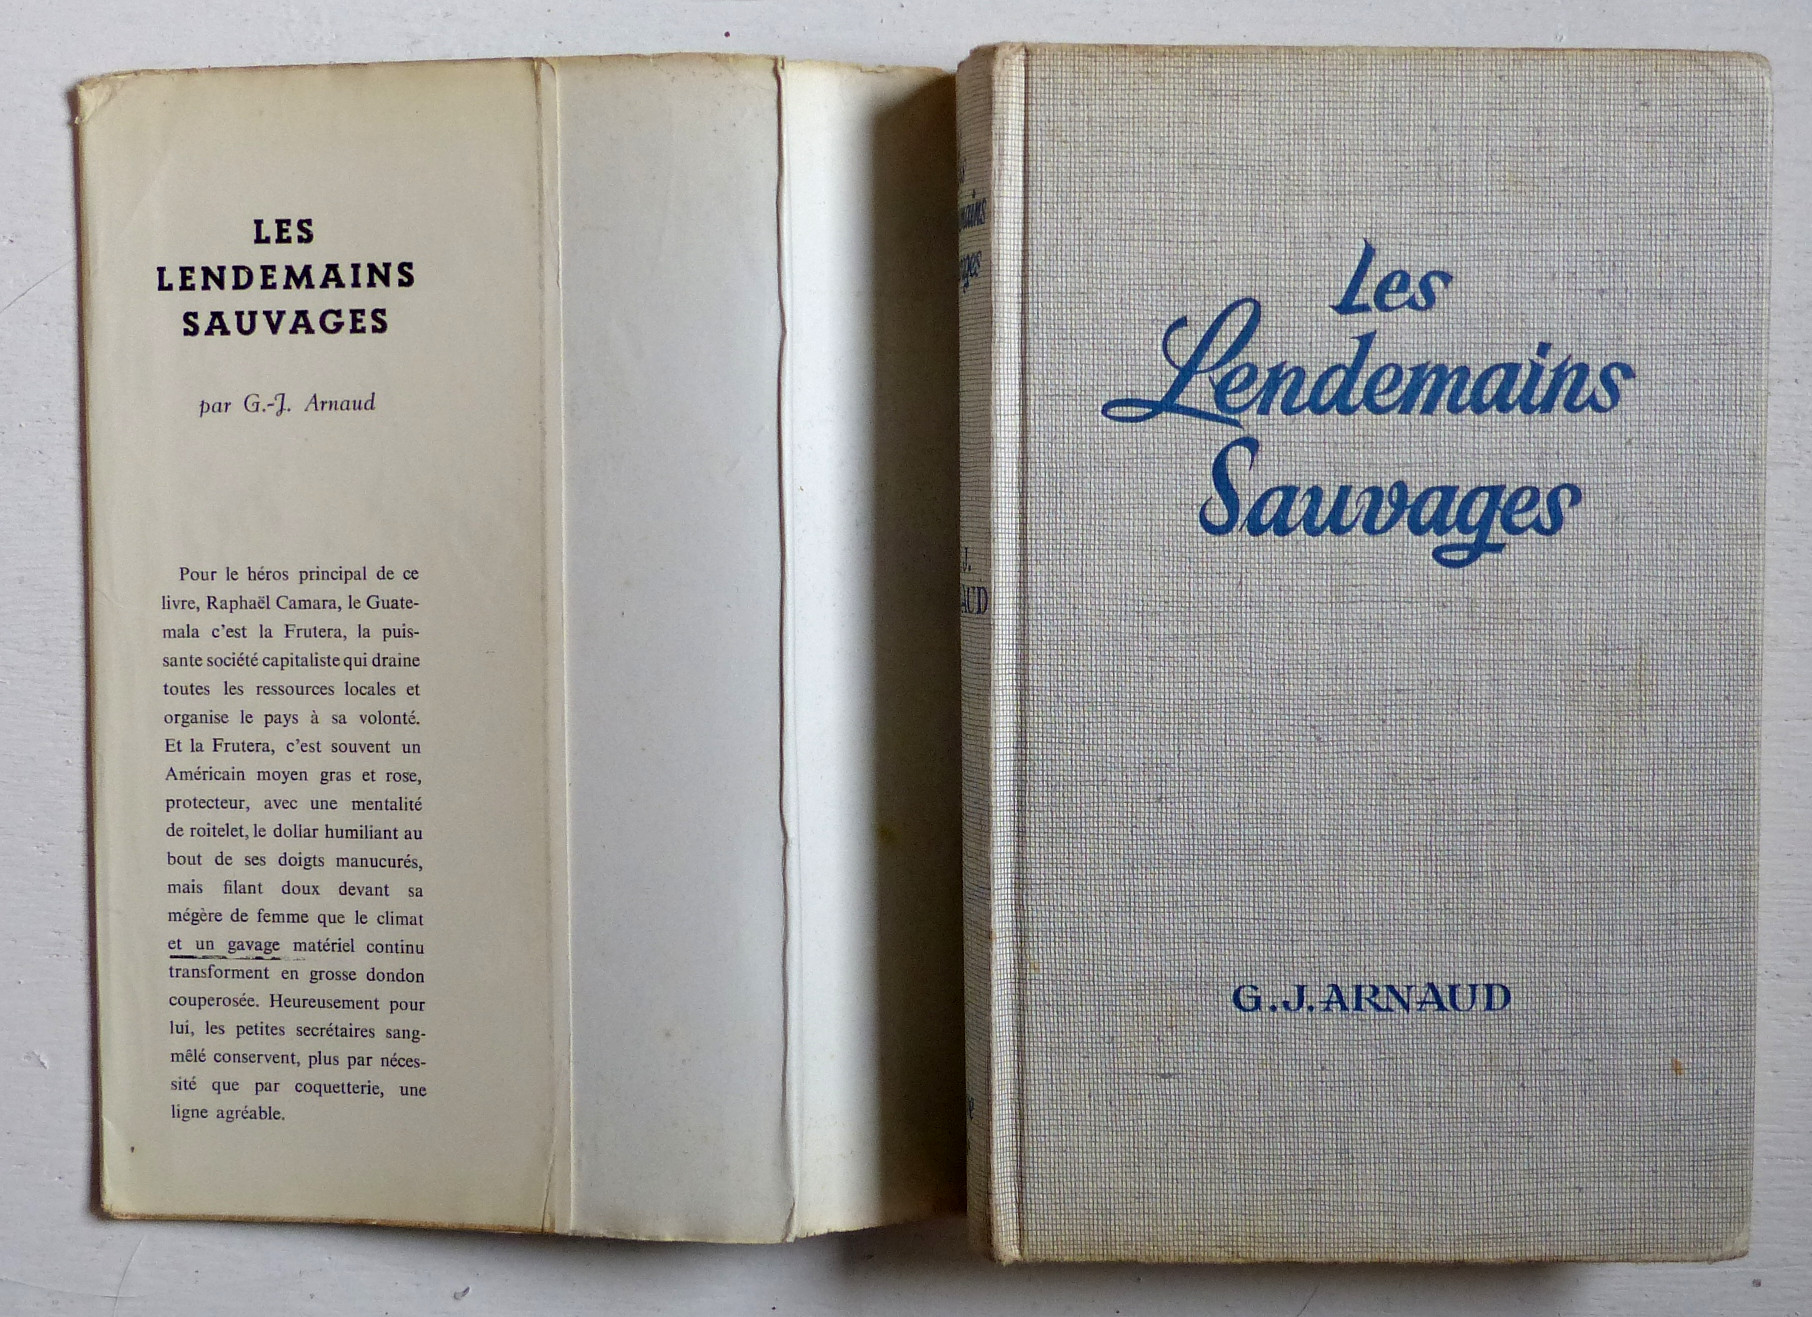 LES
LENDEMAINS
SAUVAGES
par G.-J. Arnaud
Pour le héros principal de ce
livre, Raphaël Camara, le Guate-
mala c'est la Frutera, la puis-
sante société capitaliste qui draine
toutes les ressources locales et
organise le pays à sa volonté.
Et la Frutera, c'est souvent un
Américain moyen gras et rose,
protecteur, avec une mentalité
de roitelet, le dollar humiliant au
bout de ses doigts manucurés,
mais filant doux devant sa
mégère de femme que le climat
et un gavage matériel continu
transforment en grosse dondon
couperosée. Heureusement pour
lui, les petites secrétaires sang-
mêlé conservent, plus par néces-
sité que par coquetterie, une
ligne agréable.
Les
Lendemains
Sauvages
G.J.ARNAUD